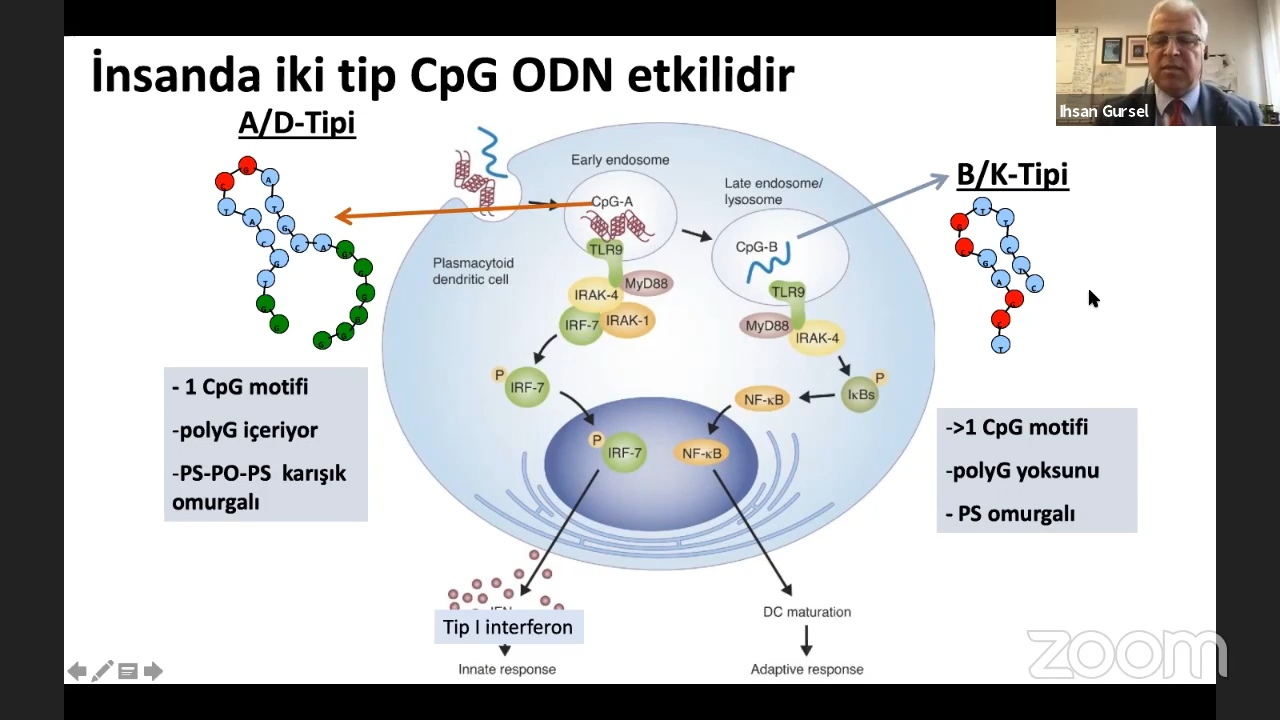 İnsanda iki tip CpG ODN etkilidir
Ihsan Gursel
A/D-Tipi
B/K-Tipi
Early endosome
Late endosome/
lysosome
CpG-A
CpG-B
TLR9
TLR9
Plasmacytoid
dendritic cell
MyD88
IRAK-4
IRF-7
IRAK-1
MyD88
IRAK-4
P
IRF-7
P
IκBs
NF-κB
P
IRF-7
NF-κB
- 1 CpG motifi
-polyG içeriyor
-PS-PO-PS karışık
omurgalı
->1 CpG motifi
-polyG yoksunu
- PS omurgalı
Tip I interferon
Innate response
DC maturation
Adaptive response
zoom